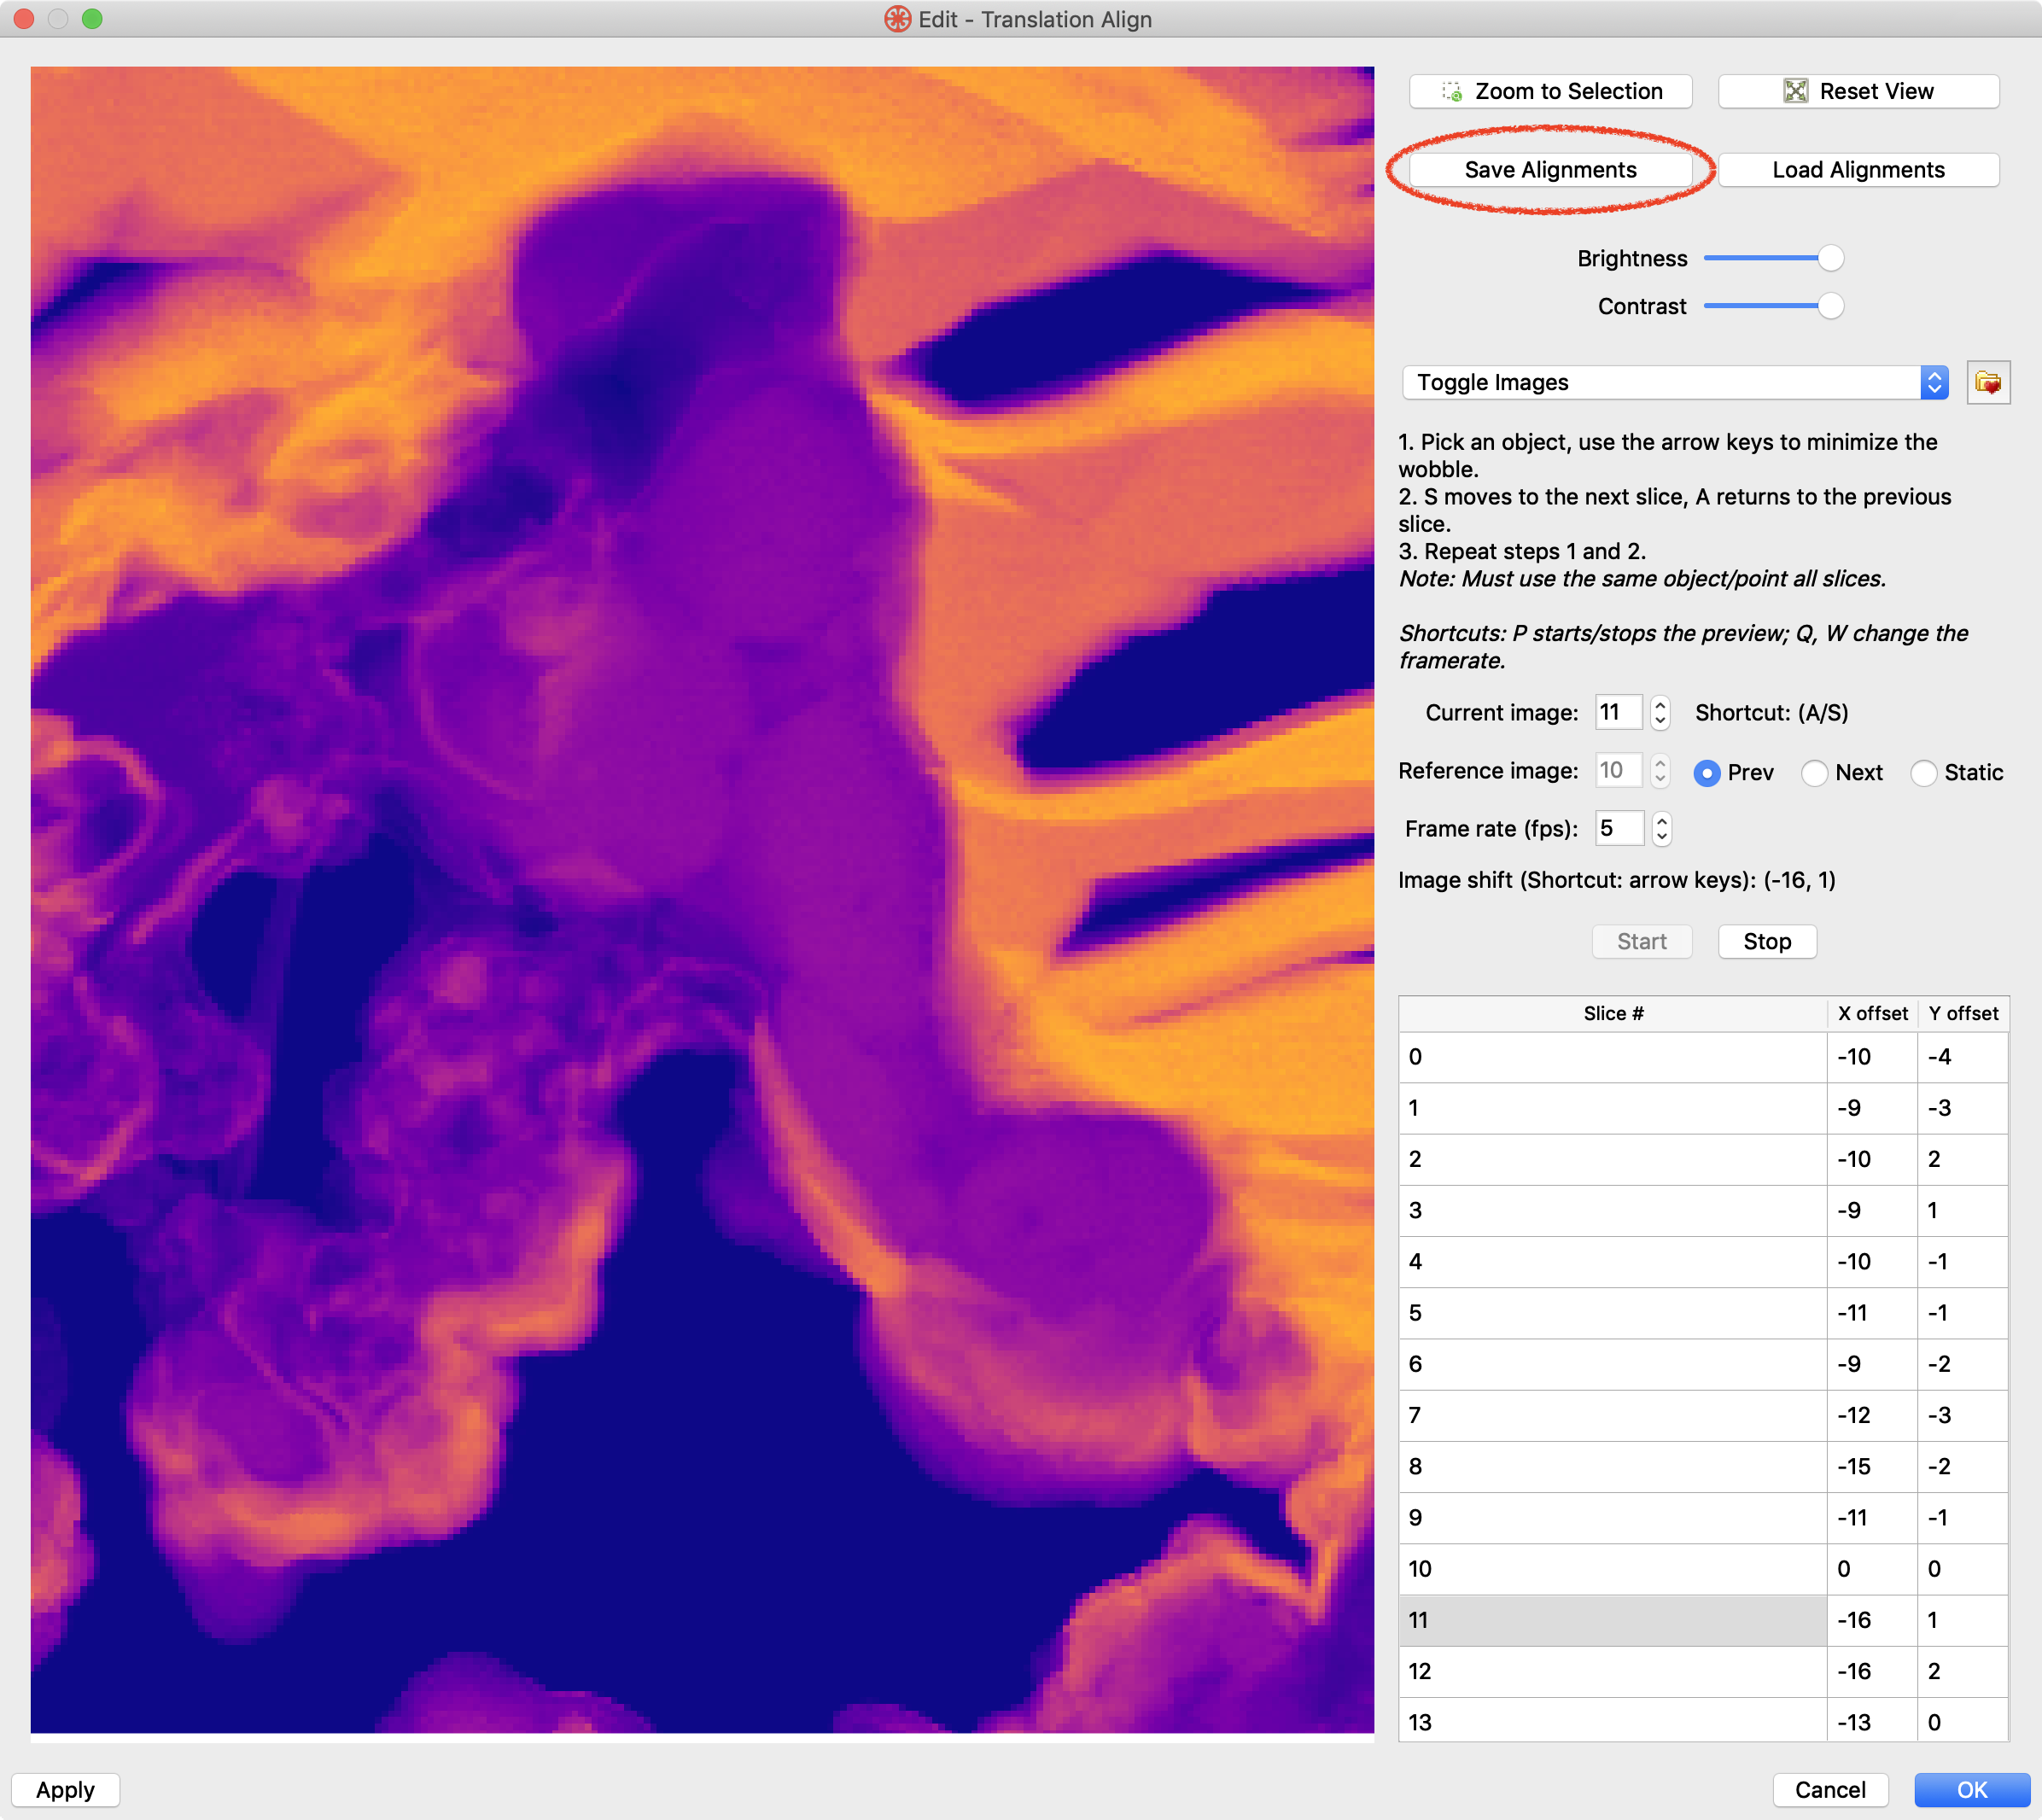 Edit - Translation Align
Zoom to Selection
Reset View
Save Alignments
Load Alignments
Brightness
Contrast
Toggle Images
1. Pick an object, use the arrow keys to minimize the
wobble.
2. S moves to the next slice, A returns to the previous
slice.
3. Repeat steps 1 and 2.
Note: Must use the same object/point all slices.
Shortcuts: P starts/stops the preview; Q, W change the
framerate.
Current image: 11 Shortcut: (A/S)
Reference image: 10 Prev Next Static
Frame rate (fps): 5
Image shift (Shortcut: arrow keys): (-16, 1)
Start Stop
Slice # X offset Y offset
0 -10 -4
1 -9 -3
2 -10 2
3 -9 1
4 -10 -1
5 -11 -1
6 -9 -2
7 -12 -3
8 -15 -2
9 -11 -1
10 0 0
11 -16 1
12 -16 2
13 -13 0
Apply
Cancel
OK